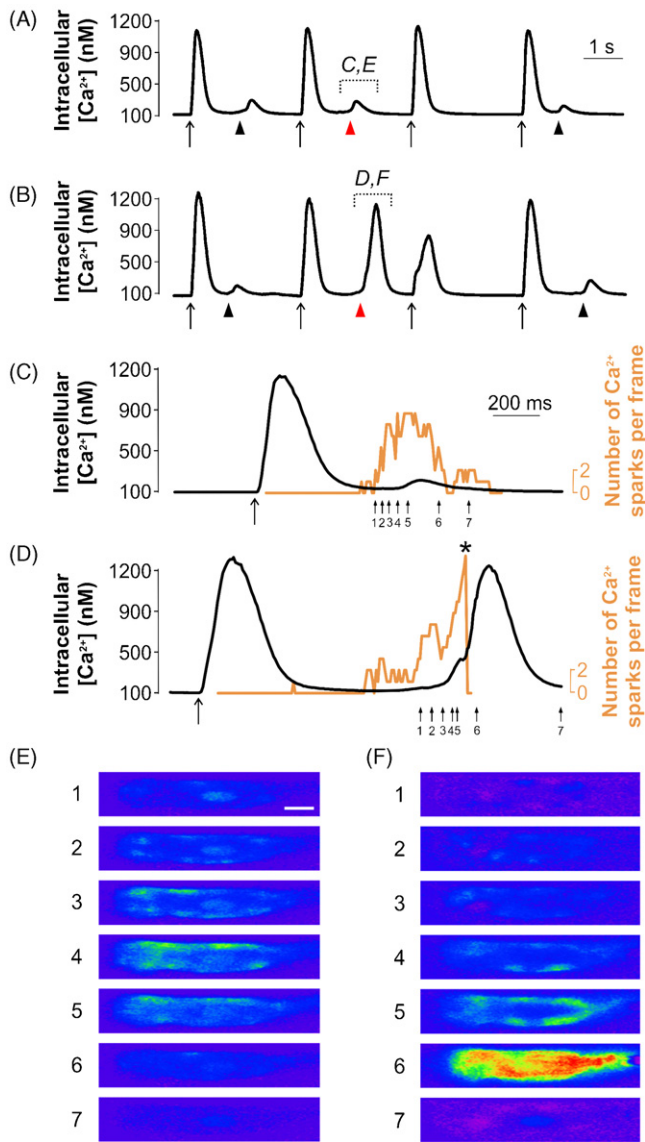 (A)
Intracellular
[Ca²⁺] (nM)
1200
900
500
100
C,E
1 s
(B)
Intracellular
[Ca²⁺] (nM)
1200
900
500
100
D,F
(C)
Intracellular
[Ca²⁺] (nM)
1200
900
500
100
200 ms
2
0
Number of Ca²⁺
sparks per frame
1 2 3 4 5 6 7
(D)
Intracellular
[Ca²⁺] (nM)
1200
900
500
100
*
2
0
Number of Ca²⁺
sparks per frame
1 2 3 4 5 6 7
(E)
1
2
3
4
5
6
7
(F)
1
2
3
4
5
6
7